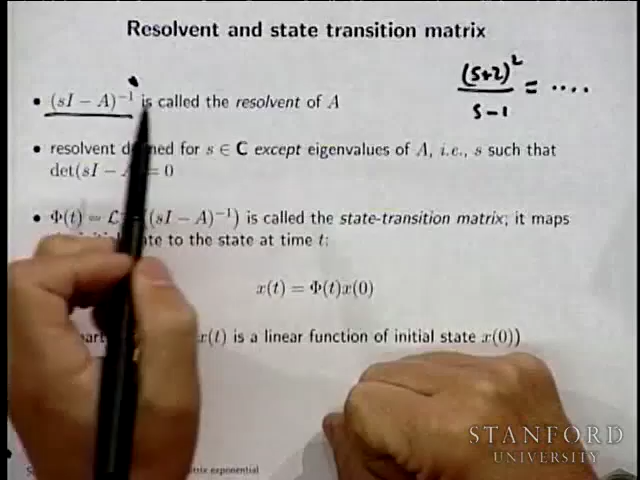 Resolvent and state transition matrix
(s+2)² / s-1 = ....
• (sI − A)⁻¹ is called the resolvent of A
• resolvent d ned for s ∈ C except eigenvalues of A, i.e., s such that
det(sI − A = 0
• Φ(t) = L ((sI − A)⁻¹) is called the state-transition matrix; it maps
to the state at time t:
x(t) = Φ(t)x(0)
x(t) is a linear function of initial state x(0))
STANFORD
UNIVERSITY
exponential